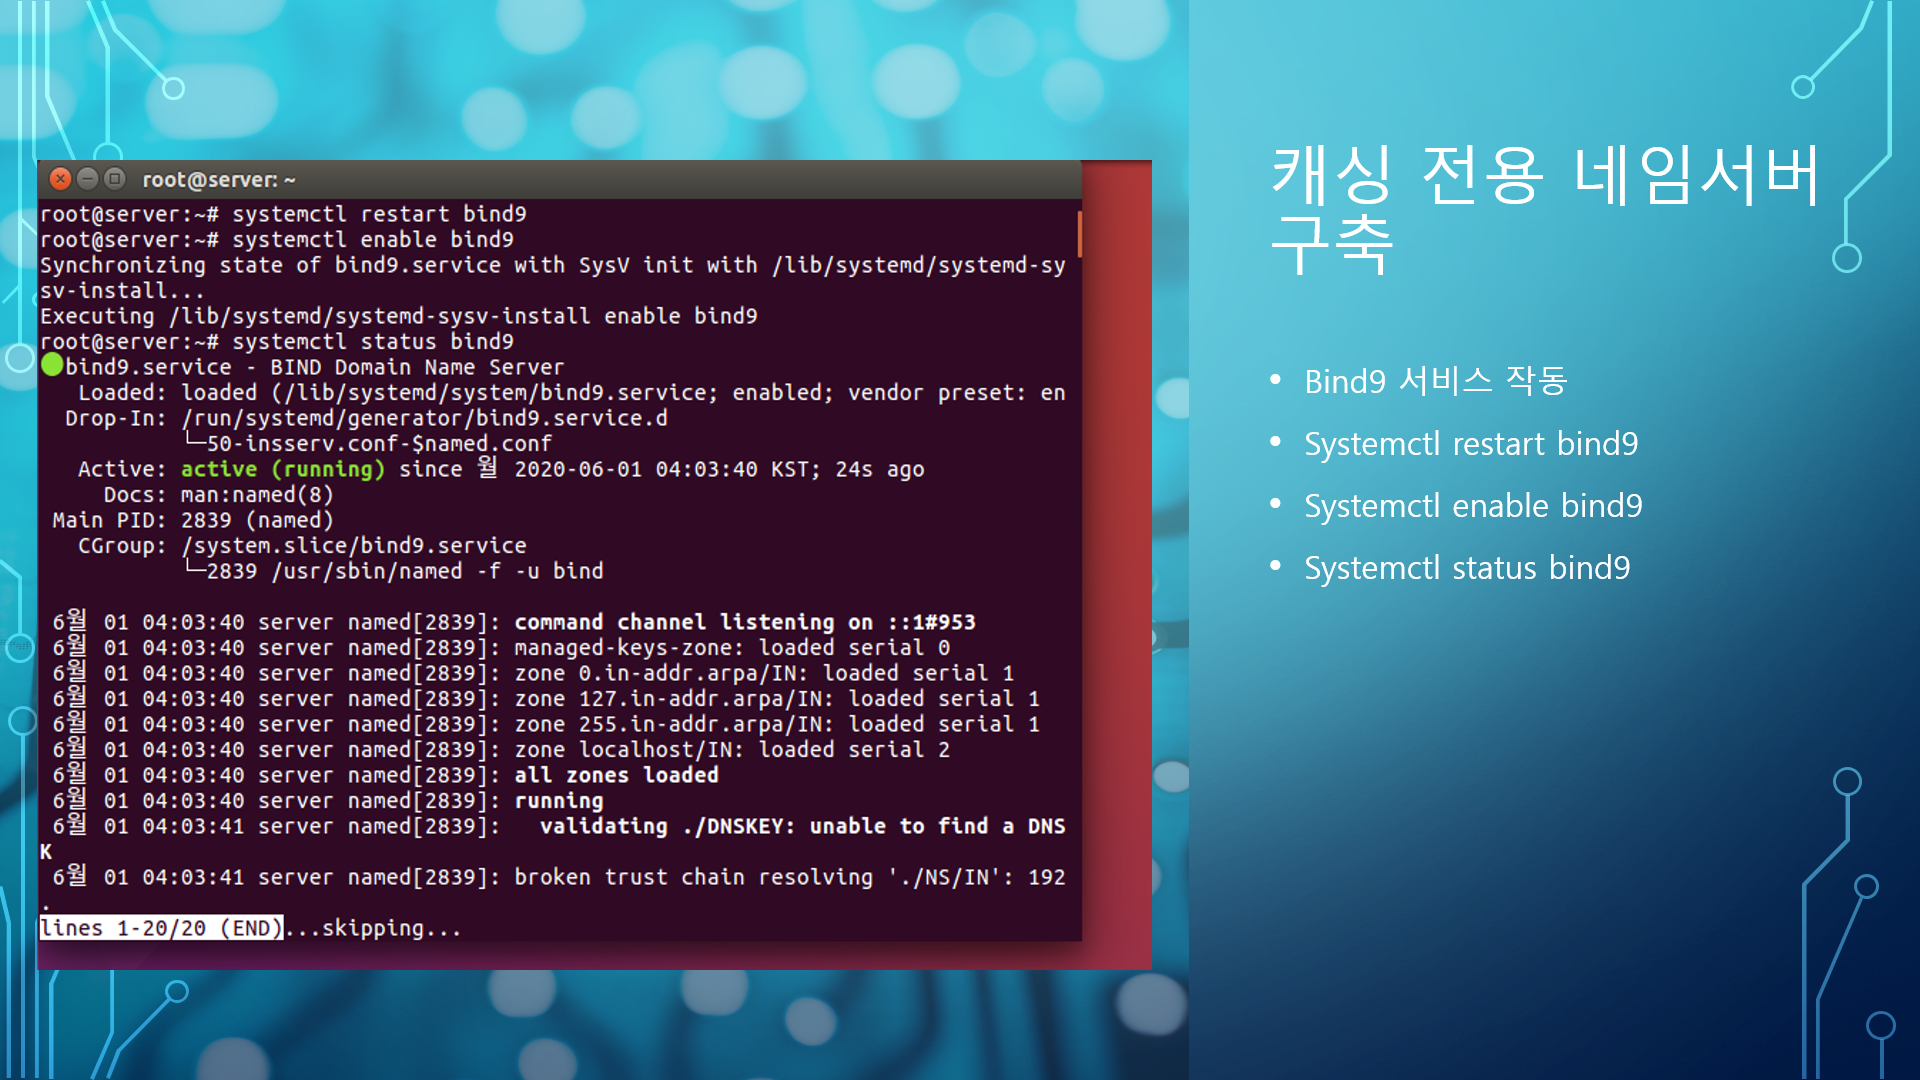 root@server: ~
root@server:~# systemctl restart bind9
root@server:~# systemctl enable bind9
Synchronizing state of bind9.service with SysV init with /lib/systemd/systemd-sy
sv-install...
Executing /lib/systemd/systemd-sysv-install enable bind9
root@server:~# systemctl status bind9
●bind9.service - BIND Domain Name Server
   Loaded: loaded (/lib/systemd/system/bind9.service; enabled; vendor preset: en
  Drop-In: /run/systemd/generator/bind9.service.d
           └─50-insserv.conf-$named.conf
   Active: active (running) since 월 2020-06-01 04:03:40 KST; 24s ago
     Docs: man:named(8)
 Main PID: 2839 (named)
   CGroup: /system.slice/bind9.service
           └─2839 /usr/sbin/named -f -u bind
 6월 01 04:03:40 server named[2839]: command channel listening on ::1#953
 6월 01 04:03:40 server named[2839]: managed-keys-zone: loaded serial 0
 6월 01 04:03:40 server named[2839]: zone 0.in-addr.arpa/IN: loaded serial 1
 6월 01 04:03:40 server named[2839]: zone 127.in-addr.arpa/IN: loaded serial 1
 6월 01 04:03:40 server named[2839]: zone 255.in-addr.arpa/IN: loaded serial 1
 6월 01 04:03:40 server named[2839]: zone localhost/IN: loaded serial 2
 6월 01 04:03:40 server named[2839]: all zones loaded
 6월 01 04:03:40 server named[2839]: running
 6월 01 04:03:41 server named[2839]:   validating ./DNSKEY: unable to find a DNS
K
 6월 01 04:03:41 server named[2839]: broken trust chain resolving './NS/IN': 192
.
lines 1-20/20 (END)...skipping...
캐싱 전용 네임서버
구축
• Bind9 서비스 작동
• Systemctl restart bind9
• Systemctl enable bind9
• Systemctl status bind9